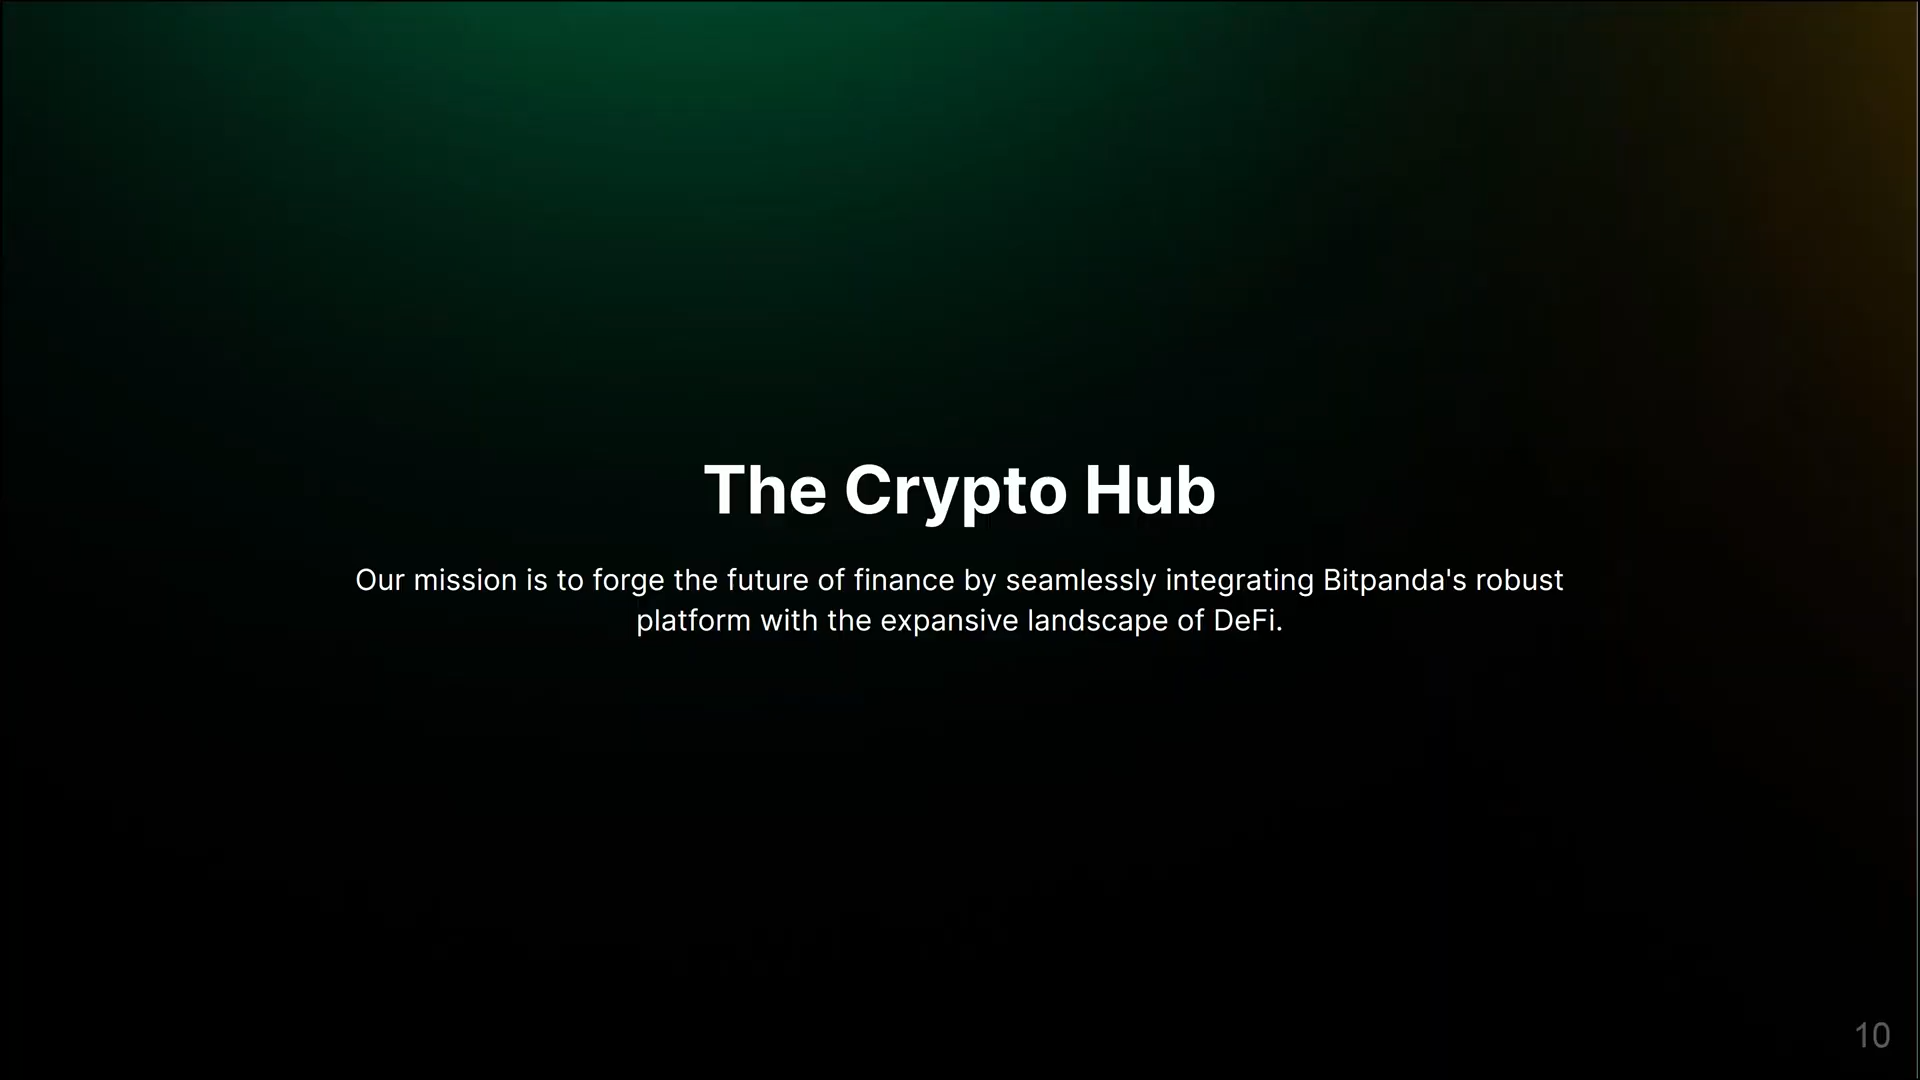 The Crypto Hub
Our mission is to forge the future of finance by seamlessly integrating Bitpanda's robust
platform with the expansive landscape of DeFi.
10